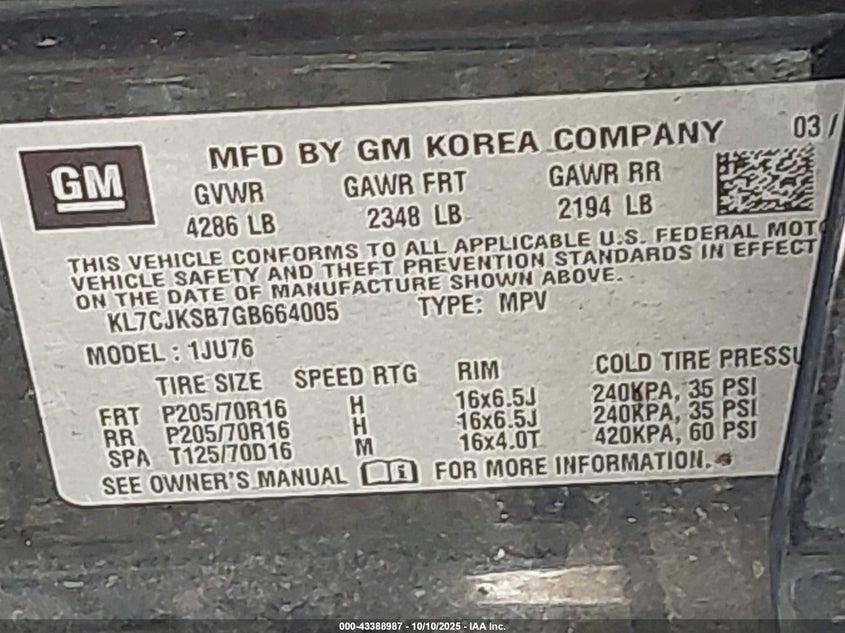 GM
MFD BY GM KOREA COMPANY 03/
GVWR GAWR FRT GAWR RR
4286 LB 2348 LB 2194 LB
THIS VEHICLE CONFORMS TO ALL APPLICABLE U.S. FEDERAL MOTO
VEHICLE SAFETY AND THEFT PREVENTION STANDARDS IN EFFECT
ON THE DATE OF MANUFACTURE SHOWN ABOVE.
KL7CJKSB7GB664005 TYPE: MPV
MODEL : 1JU76
TIRE SIZE SPEED RTG RIM COLD TIRE PRESSU
FRT P205/70R16 H 16x6.5J 240KPA, 35 PSI
RR P205/70R16 H 16x6.5J 240KPA, 35 PSI
SPA T125/70D16 M 16x4.0T 420KPA, 60 PSI
SEE OWNER'S MANUAL i FOR MORE INFORMATION.
000-43388987 - 10/10/2025 - IAA Inc.